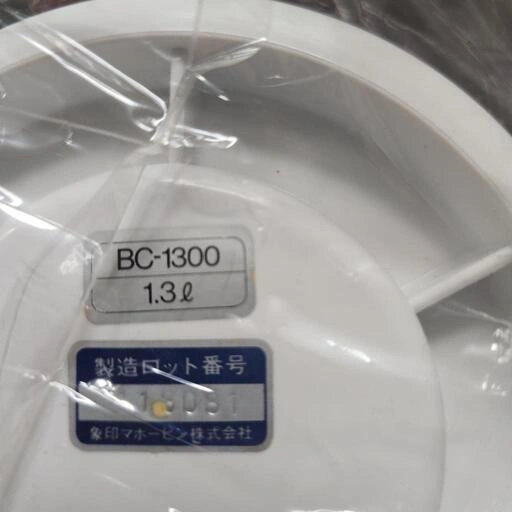 BC-1300
1.3ℓ
製造ロット番号
象印マホービン株式会社